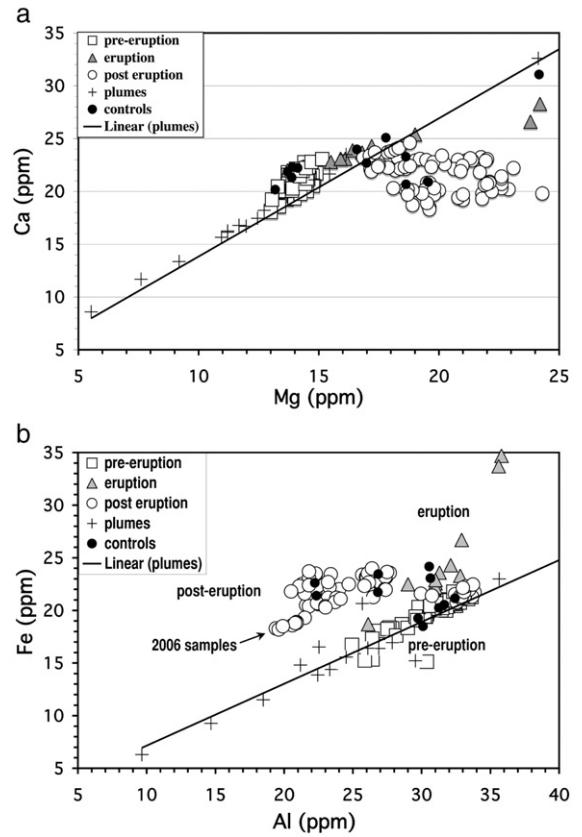 a
35
30
25
20
15
10
5
Ca (ppm)
pre-eruption
eruption
post eruption
plumes
controls
Linear (plumes)
5 10 15 20 25
Mg (ppm)
b
35
30
25
20
15
10
5
Fe (ppm)
pre-eruption
eruption
post eruption
plumes
controls
Linear (plumes)
eruption
post-eruption
2006 samples
pre-eruption
5 10 15 20 25 30 35 40
Al (ppm)